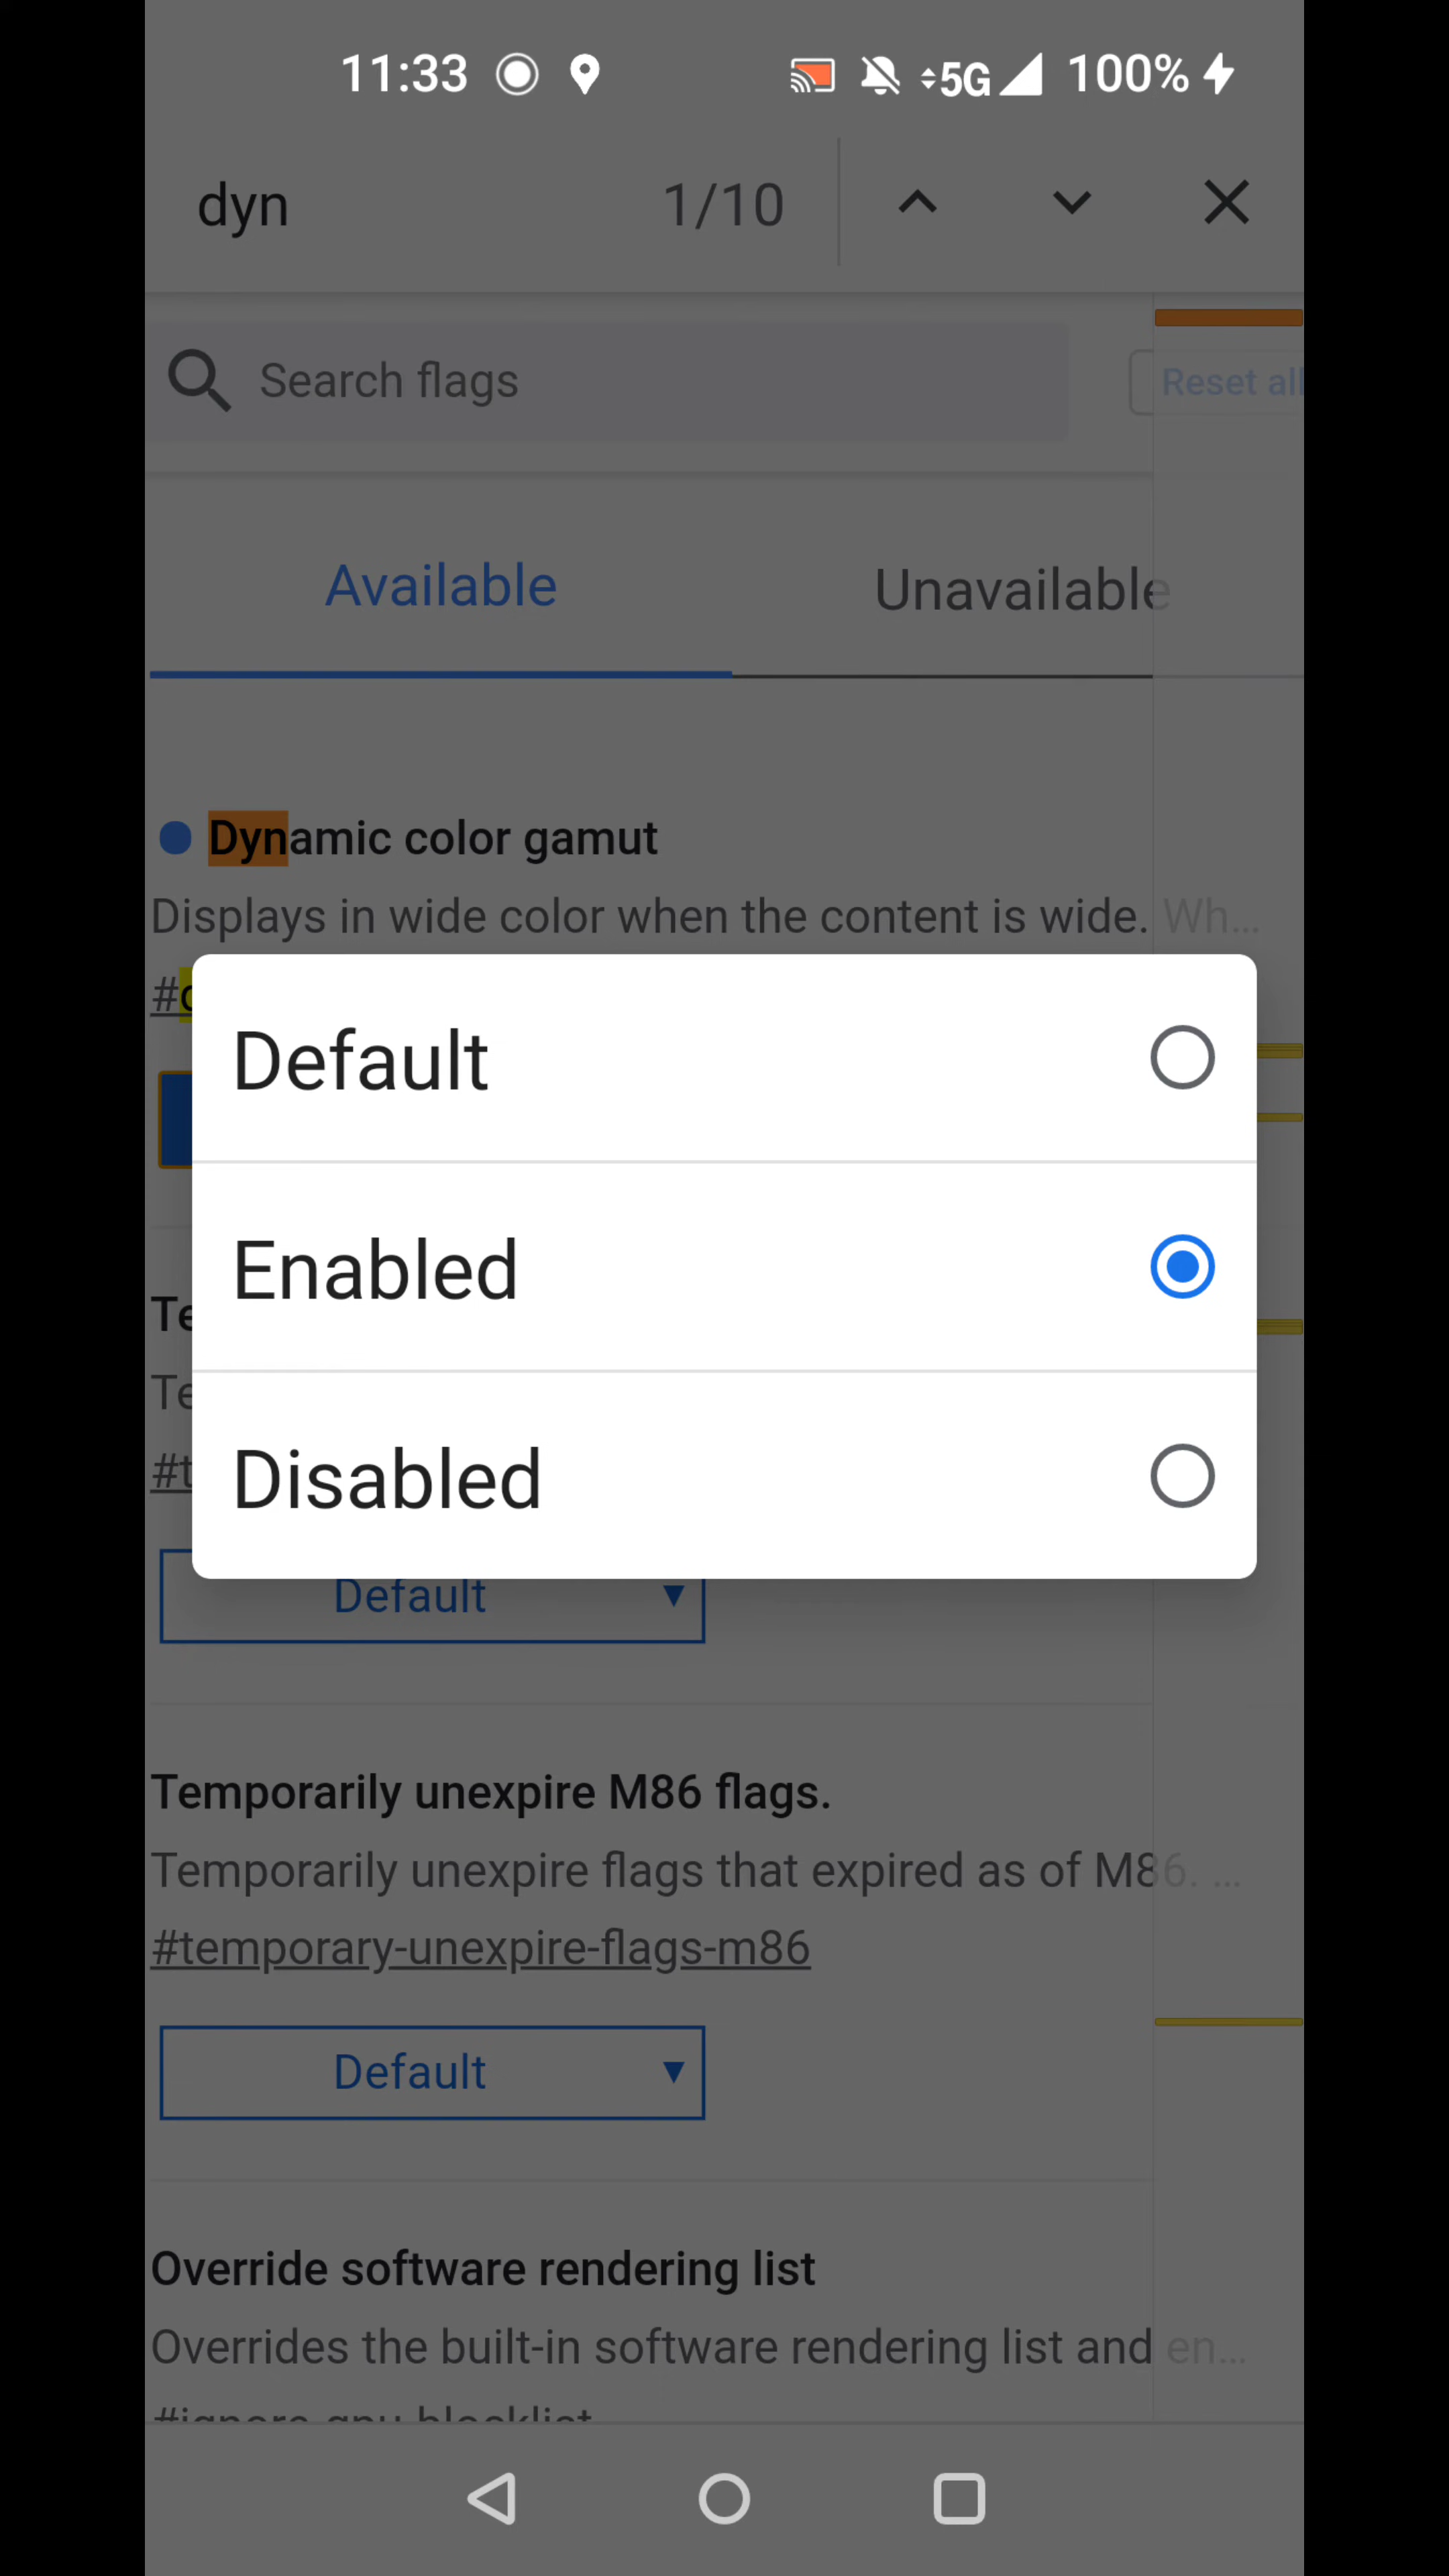 11:33 5G 100%
dyn 1/10
Search flags Reset all
Available Unavailable
Dynamic color gamut
Displays in wide color when the content is wide. Wh...
#
Default
Enabled
Te
Te
#t
Disabled
Default
Temporarily unexpire M86 flags.
Temporarily unexpire flags that expired as of M86. ...
#temporary-unexpire-flags-m86
Default
Override software rendering list
Overrides the built-in software rendering list and en...
#ignore-gpu-blocklist